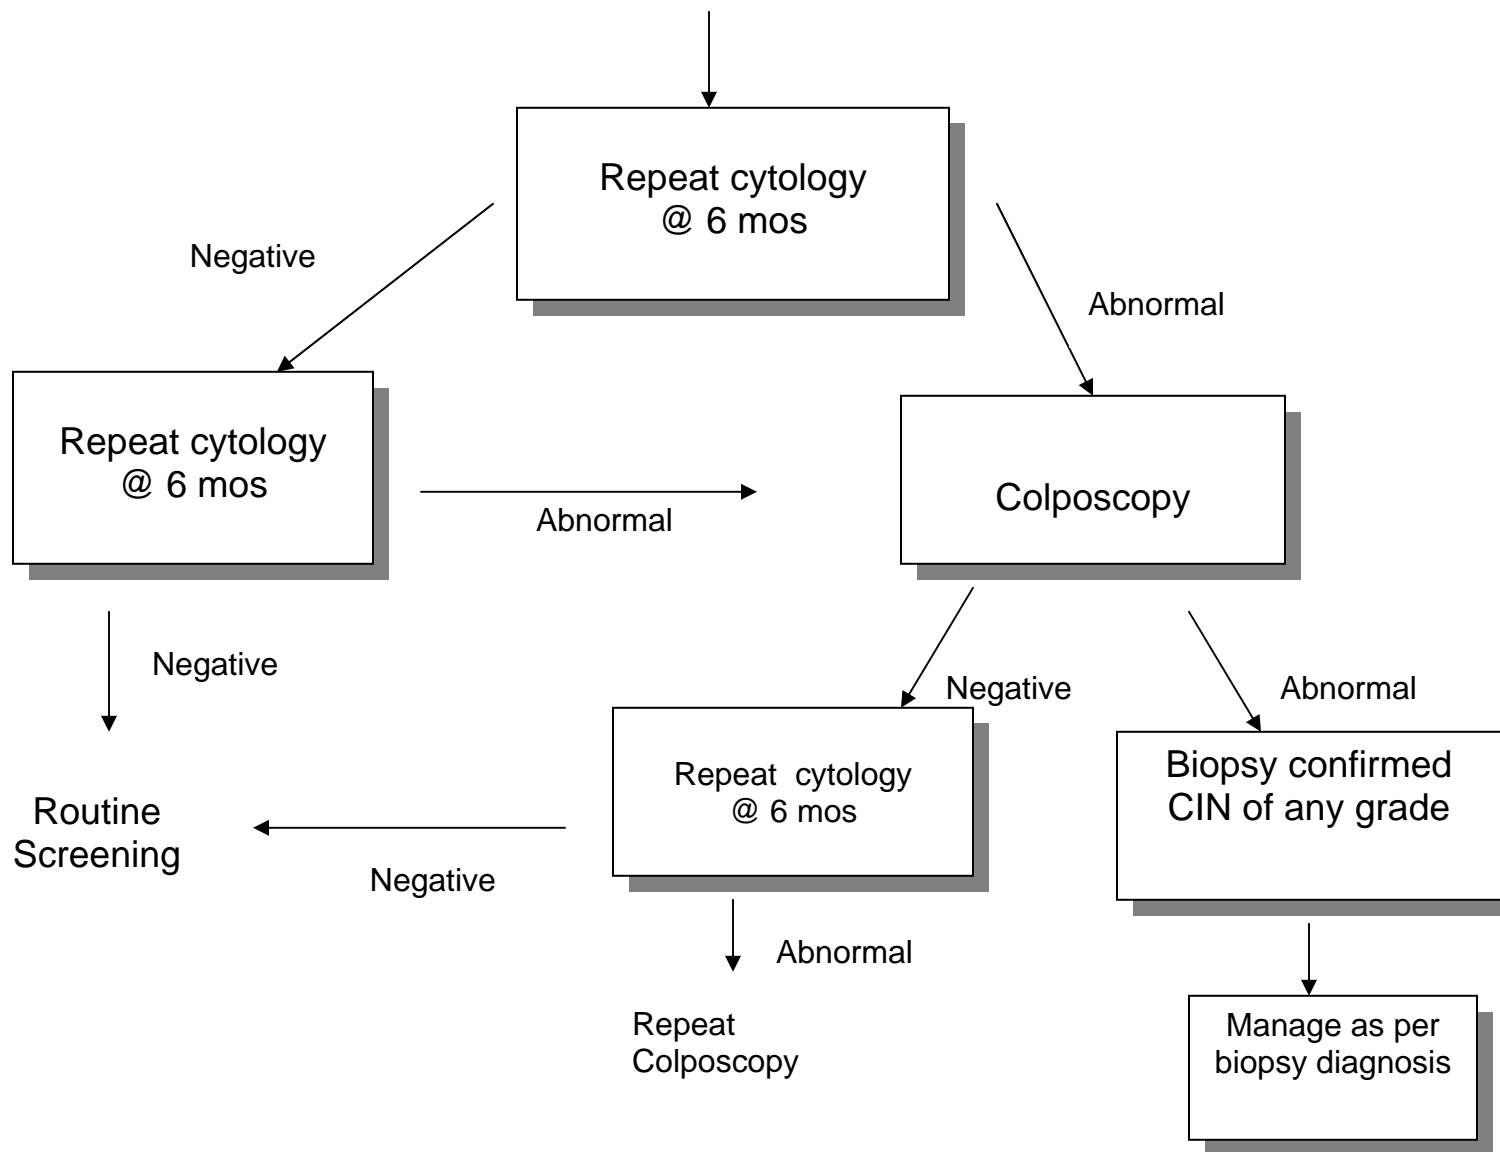 Repeat cytology
@ 6 mos
Negative
Abnormal
Repeat cytology
@ 6 mos
Abnormal
Colposcopy
Negative
Negative
Abnormal
Repeat cytology
@ 6 mos
Biopsy confirmed
CIN of any grade
Routine
Screening
Negative
Abnormal
Repeat
Colposcopy
Manage as per
biopsy diagnosis